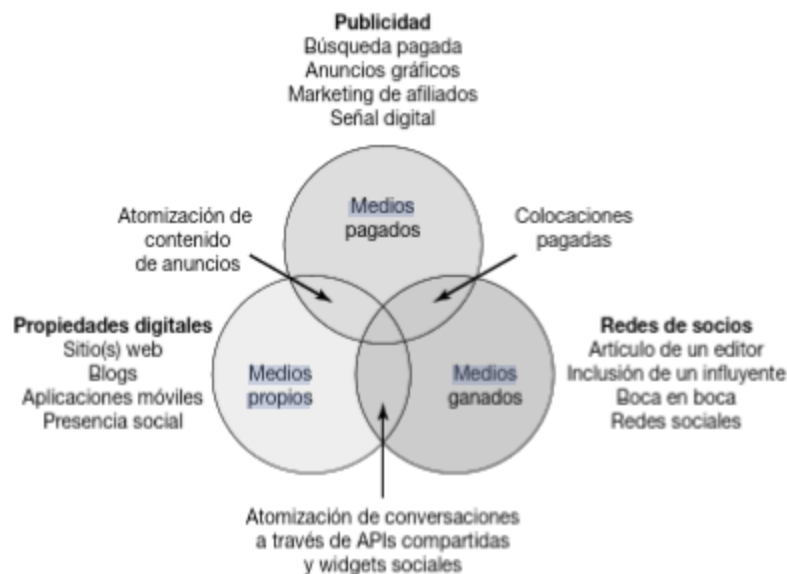 Publicidad
Búsqueda pagada
Anuncios gráficos
Marketing de afiliados
Señal digital
Medios
pagados
Atomización de
contenido
de anuncios
Colocaciones
pagadas
Propiedades digitales
Sitio(s) web
Blogs
Aplicaciones móviles
Presencia social
Medios
propios
Medios
ganados
Redes de socios
Artículo de un editor
Inclusión de un influyente
Boca en boca
Redes sociales
Atomización de conversaciones
a través de APIs compartidas
y widgets sociales